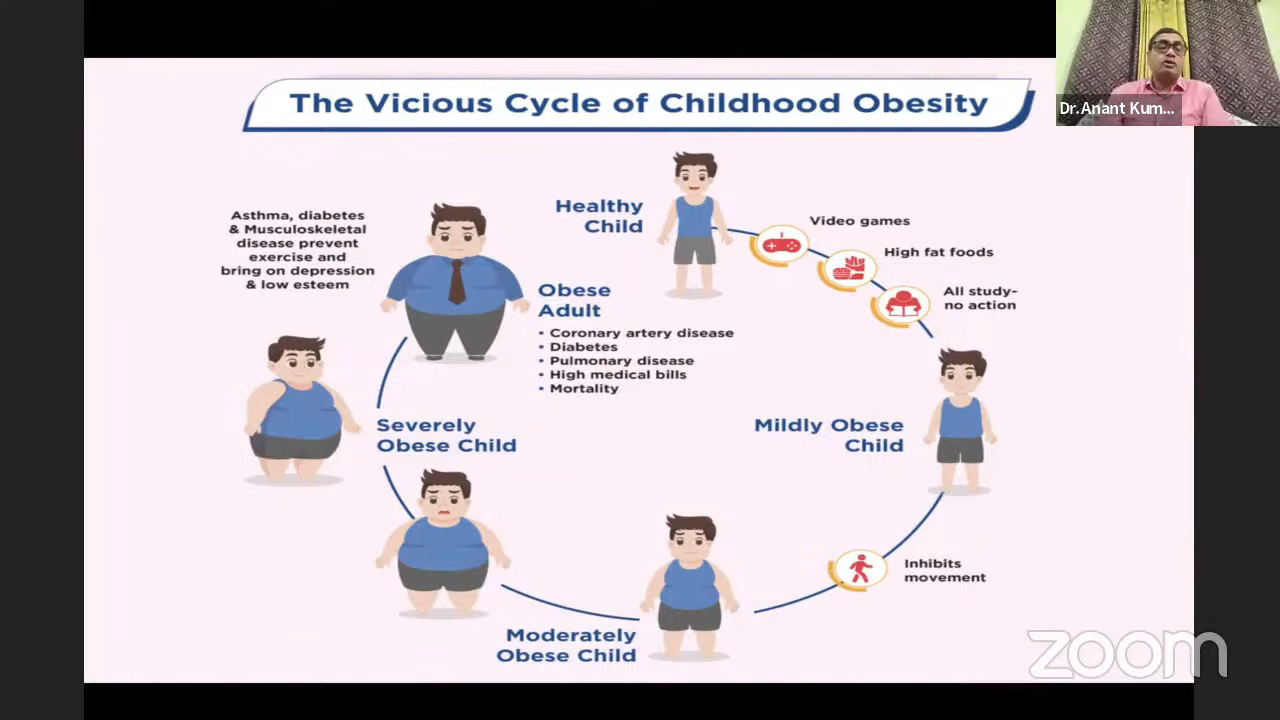 The Vicious Cycle of Childhood Obesity
Dr.Anant Kum...
Healthy
Child
Video games
High fat foods
All study-
no action
Mildly Obese
Child
Inhibits
movement
Moderately
Obese Child
Severely
Obese Child
Asthma, diabetes
& Musculoskeletal
disease prevent
exercise and
bring on depression
& low esteem
Obese
Adult
• Coronary artery disease
• Diabetes
• Pulmonary disease
• High medical bills
• Mortality
zoom